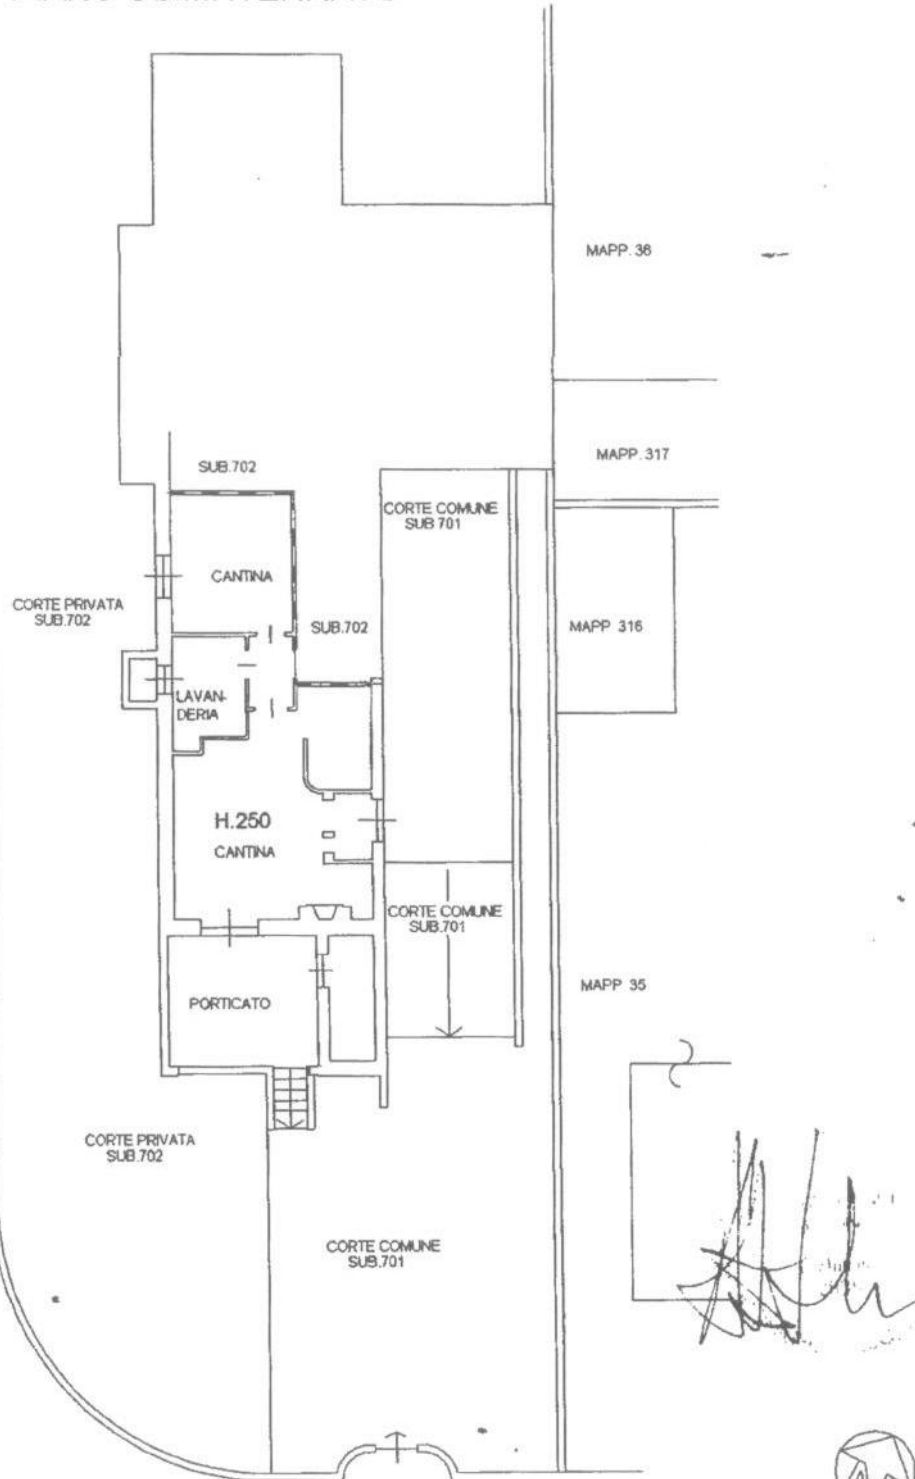 MAPP. 36
SUB.702
MAPP. 317
CORTE COMUNE
SUB 701
CANTINA
CORTE PRIVATA
SUB.702
SUB.702
MAPP 316
LAVAN-
DERIA
H.250
CANTINA
CORTE COMUNE
SUB.701
PORTICATO
MAPP 35
CORTE PRIVATA
SUB.702
CORTE COMUNE
SUB.701